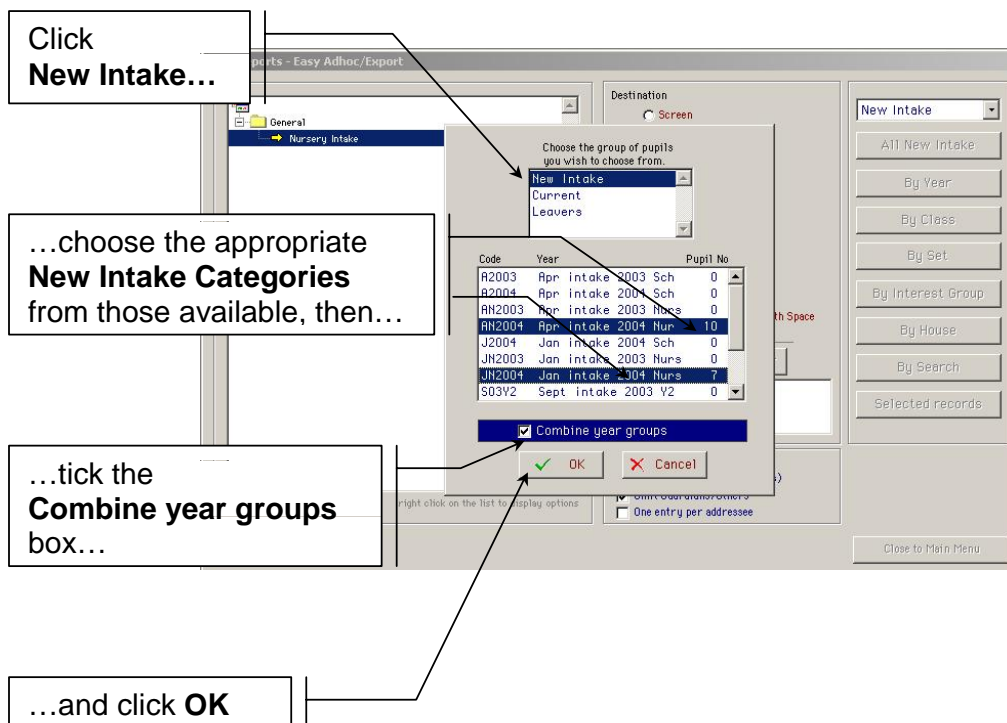 Click
New Intake…
ports - Easy Adhoc/Export
General
Nursery Intake
Destination
Screen
New Intake
All New Intake
By Year
By Class
By Set
By Interest Group
By House
By Search
Selected records
Close to Main Menu
Choose the group of pupils
you wish to choose from.
New Intake
Current
Leavers
…choose the appropriate
New Intake Categories
from those available, then…
Code Year Pupil No
A2003 Apr intake 2003 Sch 0
A2004 Apr intake 2004 Sch 0
AN2003 Apr intake 2003 Nurs 0
AN2004 Apr intake 2004 Nur 10
J2004 Jan intake 2004 Sch 0
JN2003 Jan intake 2003 Nurs 0
JN2004 Jan intake 2004 Nurs 7
S03Y2 Sept intake 2003 Y2 0
th Space
Combine year groups
OK
Cancel
…tick the
Combine year groups
box…
right click on the list to display options
s)
Omit Guardians/Others
One entry per addressee
…and click OK